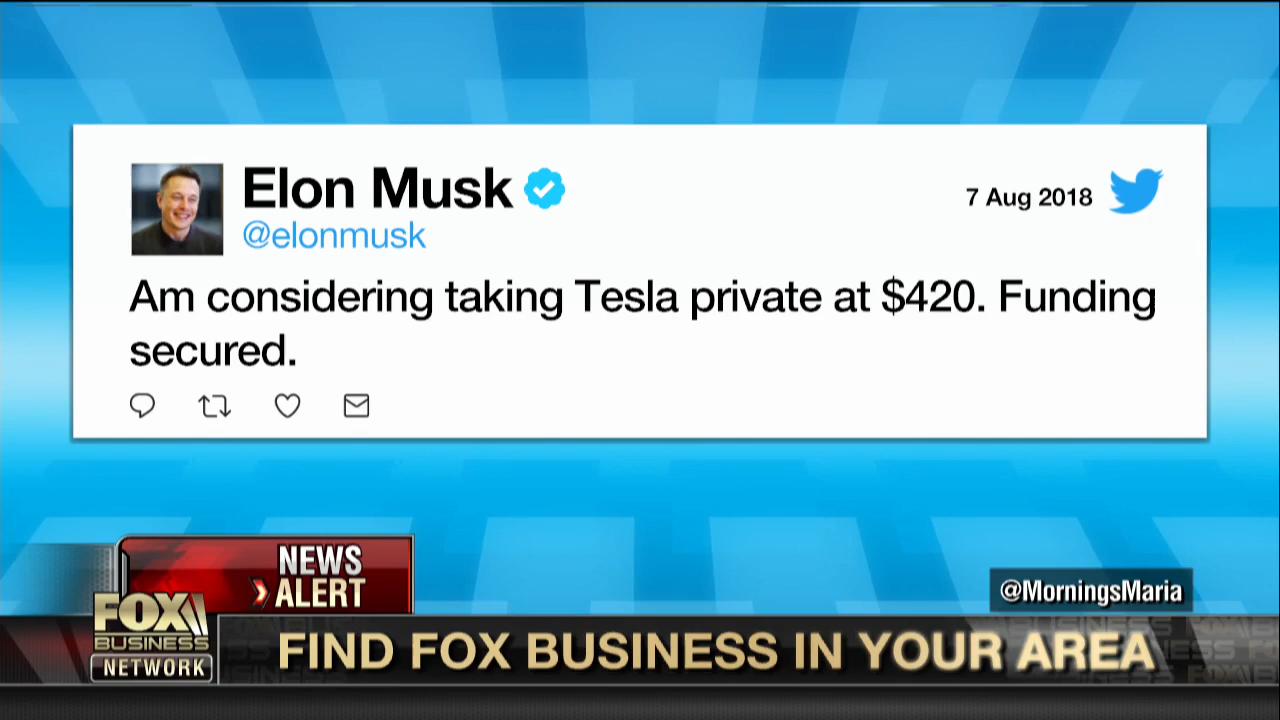 Elon Musk
@elonmusk
7 Aug 2018
Am considering taking Tesla private at $420. Funding
secured.
NEWS
ALERT
@MorningsMaria
FOX
BUSINESS
NETWORK
FIND FOX BUSINESS IN YOUR AREA